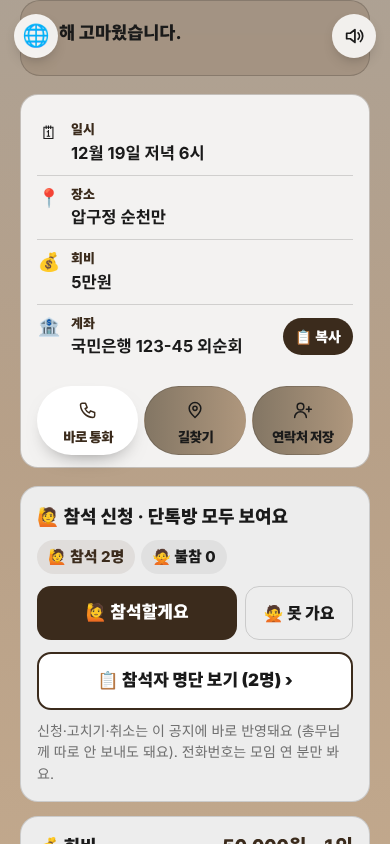 해 고마웠습니다.
일시
12월 19일 저녁 6시
장소
압구정 순천만
회비
5만원
계좌
국민은행 123-45 외순회
복사
바로 통화
길찾기
연락처 저장
참석 신청 · 단톡방 모두 보여요
참석 2명
불참 0
참석할게요
못 가요
참석자 명단 보기 (2명) ›
신청·고치기·취소는 이 공지에 바로 반영돼요 (총무님
께 따로 안 보내도 돼요). 전화번호는 모임 연 분만 봐
요.